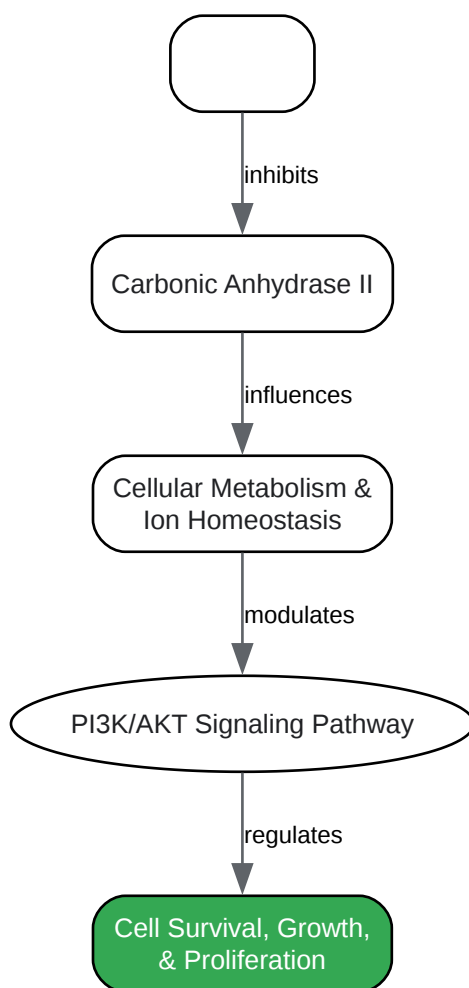 inhibits
Carbonic Anhydrase II
influences
Cellular Metabolism &
Ion Homeostasis
modulates
PI3K/AKT Signaling Pathway
regulates
Cell Survival, Growth,
& Proliferation